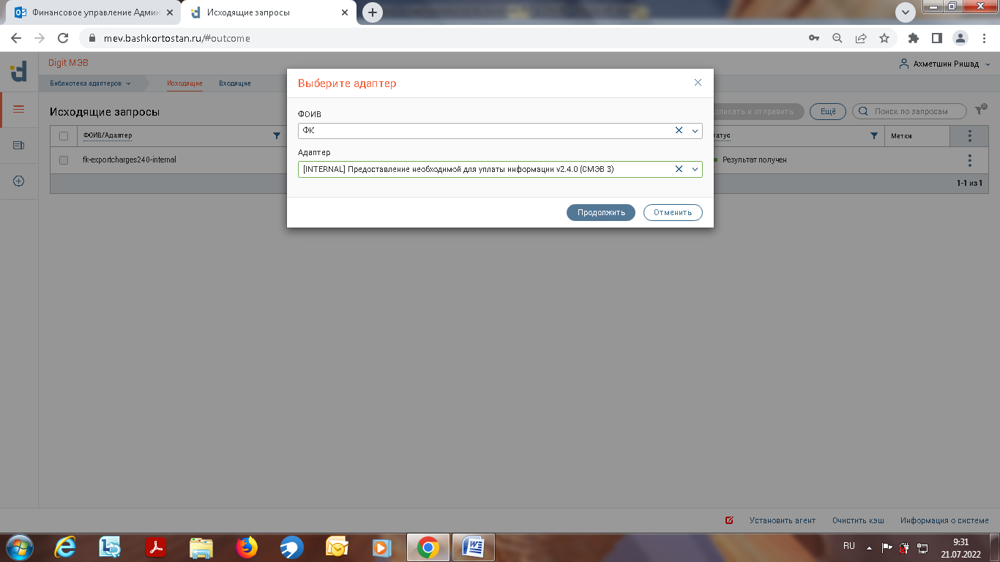 Финансовое управление Админ
Исходящие запросы
mev.bashkortostan.ru/#outcome
Digit МЭВ
Ахметшин Ришад
Библиотека адаптеров
Исходящие
Входящие
Выберите адаптер
Исходящие запросы
дписать и отправить
Ещё
Поиск по запросам
ФОИВ
ФОИВ/Адаптер
ФК
татус
Метки
Адаптер
fk-exportcharges240-internal
[INTERNAL] Предоставление необходимой для уплаты информации v2.4.0 (СМЭВ 3)
Результат получен
1-1 из 1
Продолжить
Отменить
Установить агент
Очистить кэш
Информация о системе
RU
9:31
21.07.2022